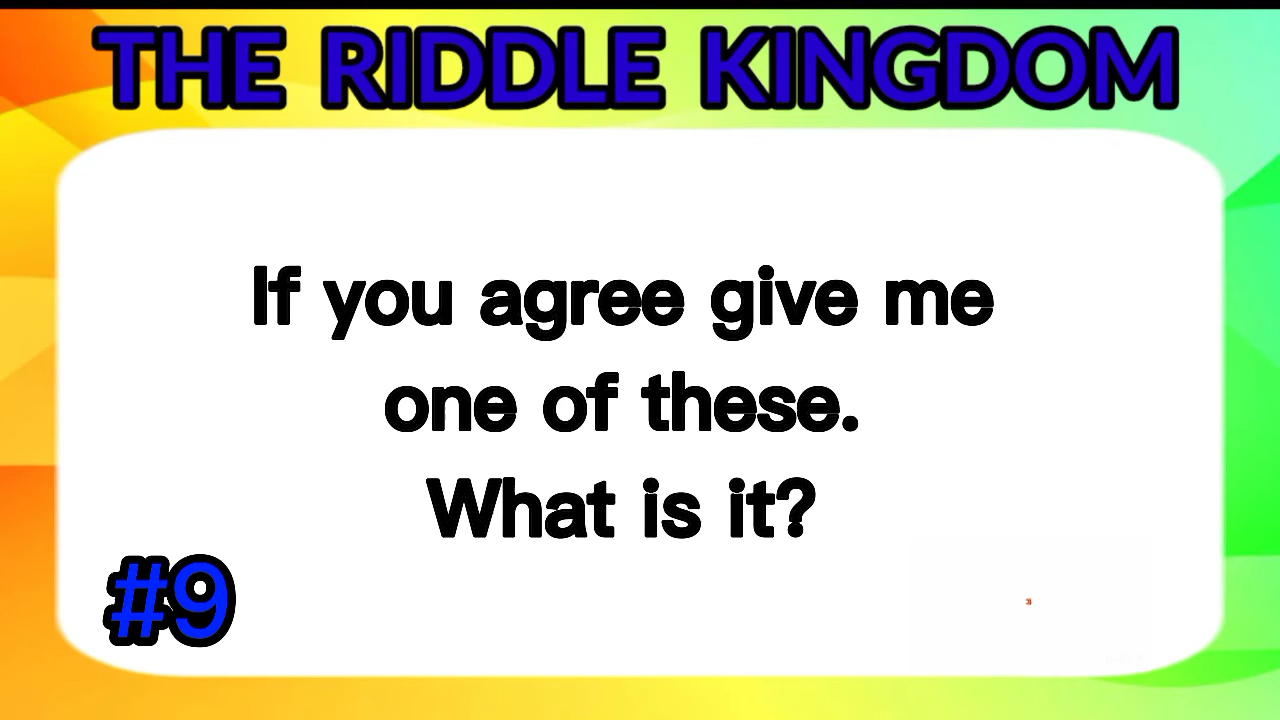 THE RIDDLE KINGDOM
If you agree give me
one of these.
What is it?
#9